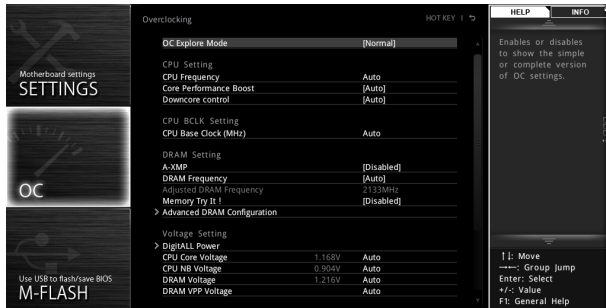 Overclocking
HOT KEY | ↩
HELP
INFO
Motherboard settings
SETTINGS
OC
Use USB to flash/save BIOS
M-FLASH
OC Explore Mode [Normal]
CPU Setting
CPU Frequency Auto
Core Performance Boost [Auto]
Downcore control [Auto]
CPU BCLK Setting
CPU Base Clock (MHz) Auto
DRAM Setting
A-XMP [Disabled]
DRAM Frequency [Auto]
Adjusted DRAM Frequency 2133MHz
Memory Try It ! [Disabled]
> Advanced DRAM Configuration
Voltage Setting
> DigitALL Power
CPU Core Voltage 1.168V Auto
CPU NB Voltage 0.904V Auto
DRAM Voltage 1.216V Auto
DRAM VPP Voltage Auto
Enables or disables
to show the simple
or complete version
of OC settings.
↑↓: Move
→←: Group Jump
Enter: Select
+/-: Value
F1: General Help